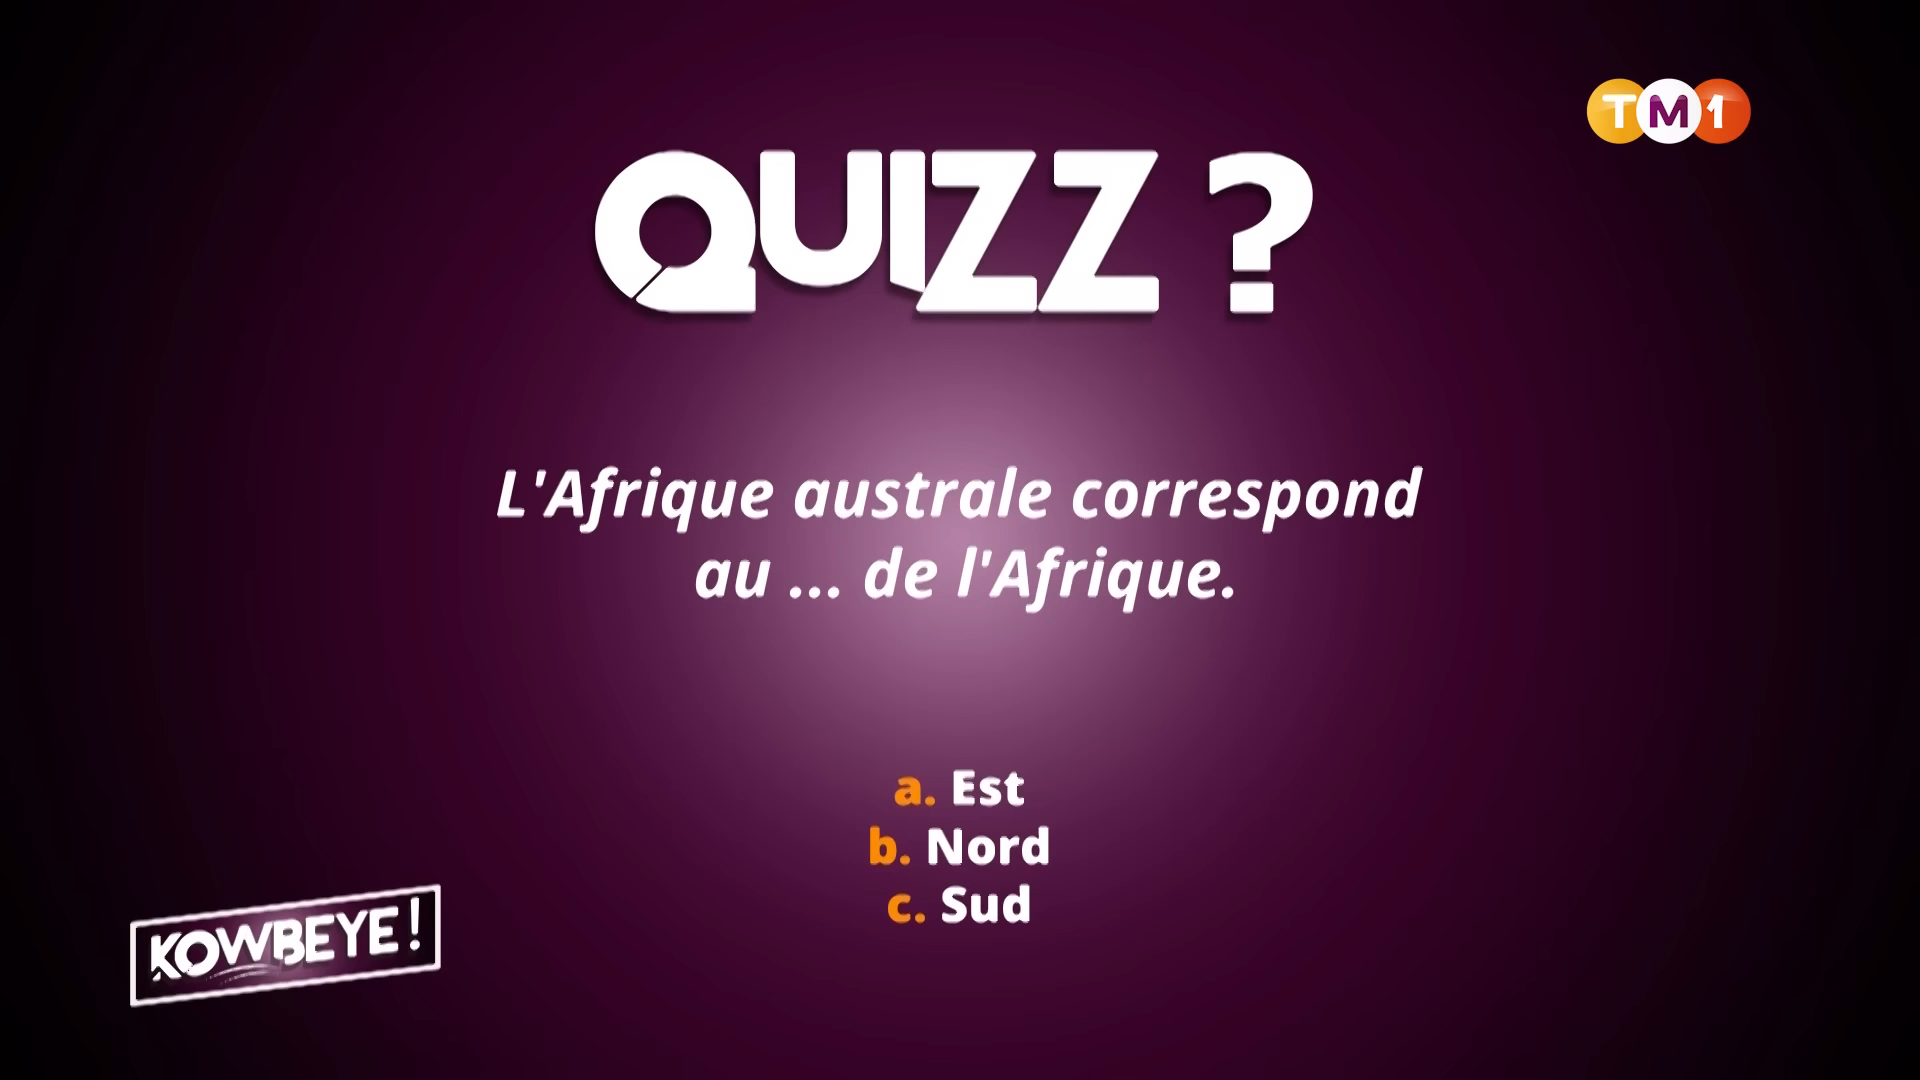 TM1
QUIZZ ?
L'Afrique australe correspond
au ... de l'Afrique.
a. Est
b. Nord
c. Sud
KOWBEYE !